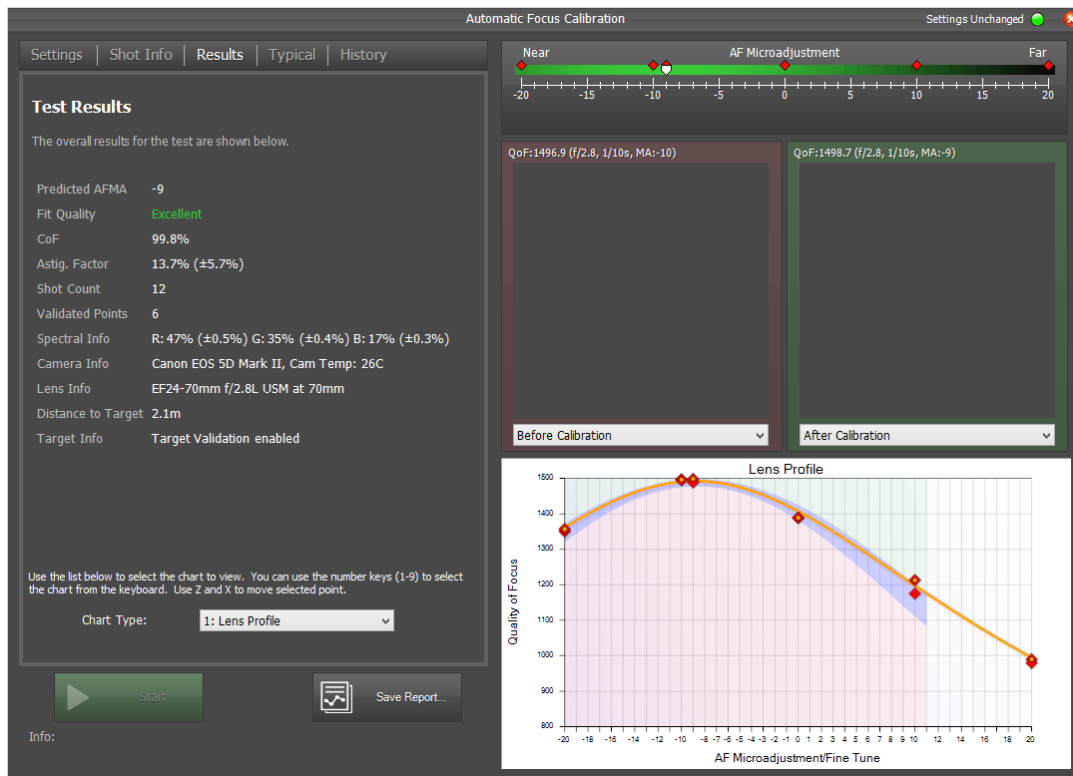 Automatic Focus Calibration
Settings Unchanged
Settings | Shot Info | Results | Typical | History
Test Results
The overall results for the test are shown below.
Predicted AFMA -9
Fit Quality Excellent
CoF 99.8%
Astig. Factor 13.7% (±5.7%)
Shot Count 12
Validated Points 6
Spectral Info R: 47% (±0.5%) G: 35% (±0.4%) B: 17% (±0.3%)
Camera Info Canon EOS 5D Mark II, Cam Temp: 26C
Lens Info EF24-70mm f/2.8L USM at 70mm
Distance to Target 2.1m
Target Info Target Validation enabled
Use the list below to select the chart to view. You can use the number keys (1-9) to select
the chart from the keyboard. Use Z and X to move selected point.
Chart Type: 1: Lens Profile
Start
Save Report...
Info:
Near AF Microadjustment Far
-20 -15 -10 -5 0 5 10 15 20
QoF:1496.9 (f/2.8, 1/10s, MA:-10)
QoF:1498.7 (f/2.8, 1/10s, MA:-9)
Before Calibration
After Calibration
Lens Profile
Quality of Focus
1500
1400
1300
1200
1100
1000
900
800
-20 -18 -16 -14 -12 -10 -8 -7 -6 -5 -4 -3 -2 -1 0 1 2 3 4 5 6 7 8 9 10 12 14 16 18 20
AF Microadjustment/Fine Tune